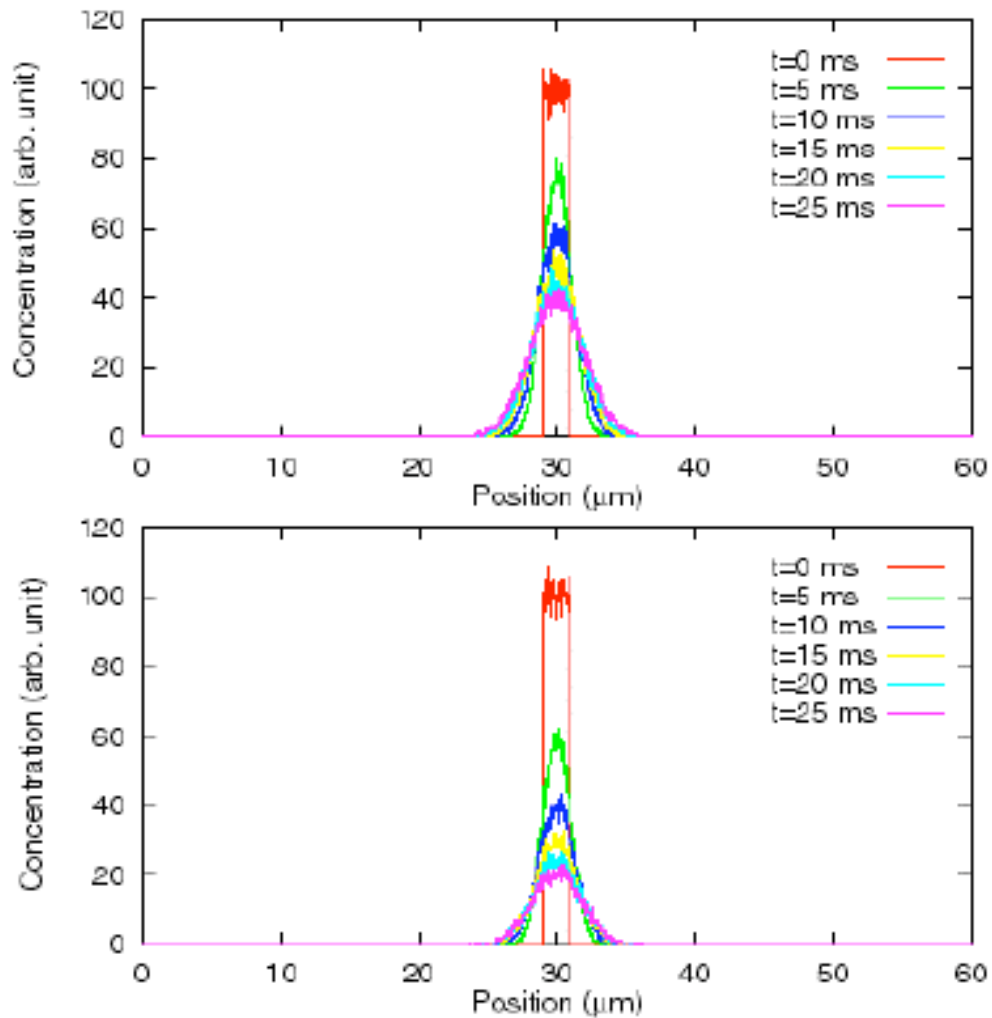 120
100
80
60
40
20
0
Concentration (arb. unit)
t=0 ms
t=5 ms
t=10 ms
t=15 ms
t=20 ms
t=25 ms
0 10 20 30 40 50 60
Position (μm)
120
100
80
60
40
20
0
Concentration (arb. unit)
t=0 ms
t=5 ms
t=10 ms
t=15 ms
t=20 ms
t=25 ms
0 10 20 30 40 50 60
Position (μm)